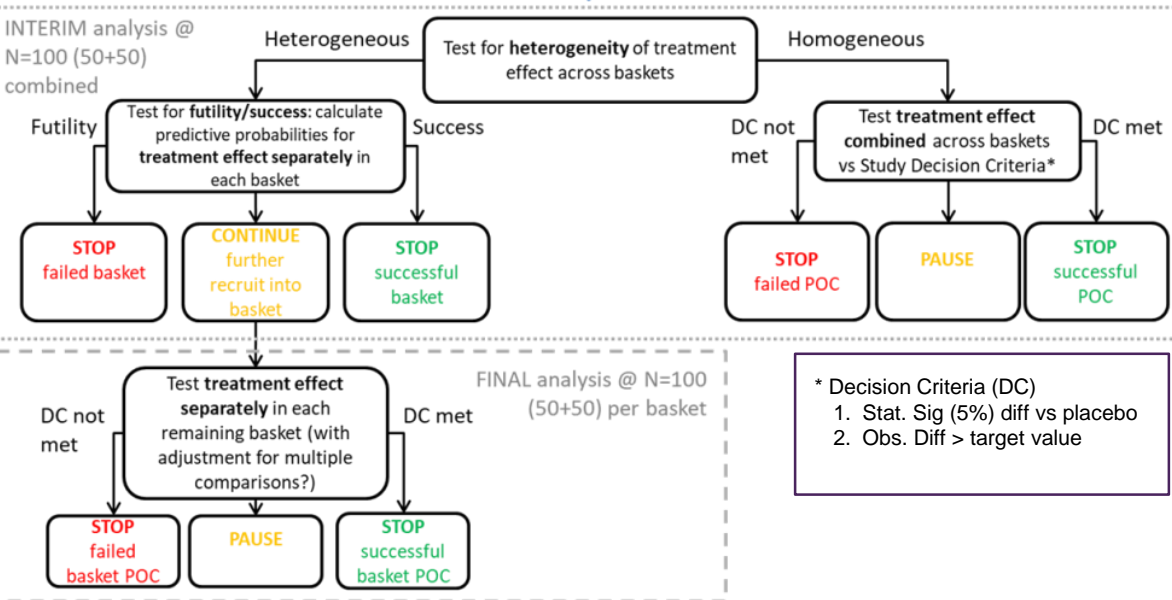 INTERIM analysis @
N=100 (50+50)
combined
Heterogeneous
Test for heterogeneity of treatment
effect across baskets
Homogeneous
Futility
Test for futility/success: calculate
predictive probabilities for
treatment effect separately in
each basket
Success
DC not
met
Test treatment effect
combined across baskets
vs Study Decision Criteria*
DC met
STOP
failed basket
CONTINUE
further
recruit into
basket
STOP
successful
basket
STOP
failed POC
PAUSE
STOP
successful
POC
DC not
met
Test treatment effect
separately in each
remaining basket (with
adjustment for multiple
comparisons?)
DC met
FINAL analysis @ N=100
(50+50) per basket
* Decision Criteria (DC)
1. Stat. Sig (5%) diff vs placebo
2. Obs. Diff > target value
STOP
failed
basket POC
PAUSE
STOP
successful
basket POC